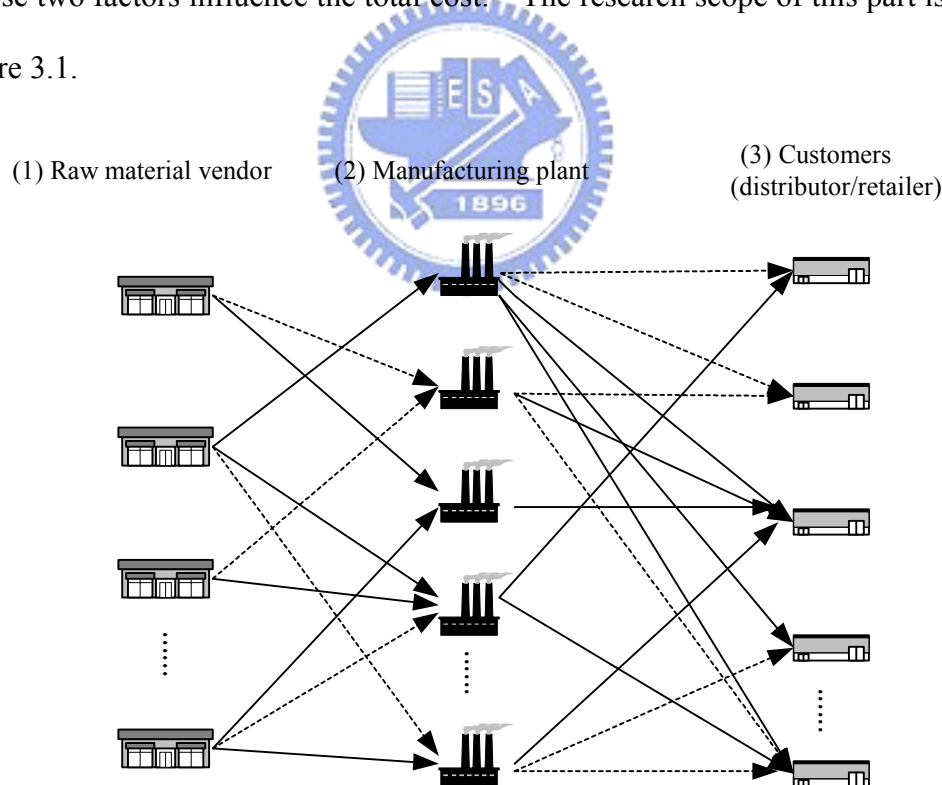 se two factors influence the total cost. The research scope of this part is
re 3.1.
E S A
(1) Raw material vendor (2) Manufacturing plant (3) Customers
(distributor/retailer)
1896